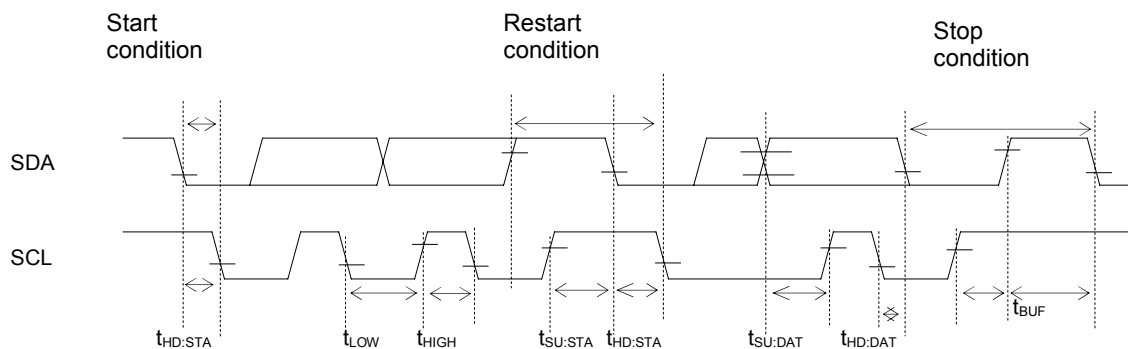 Start
condition
Restart
condition
Stop
condition
SDA
SCL
tHD:STA
tLOW
tHIGH
tSU:STA
tHD:STA
tSU:DAT
tHD:DAT
tBUF